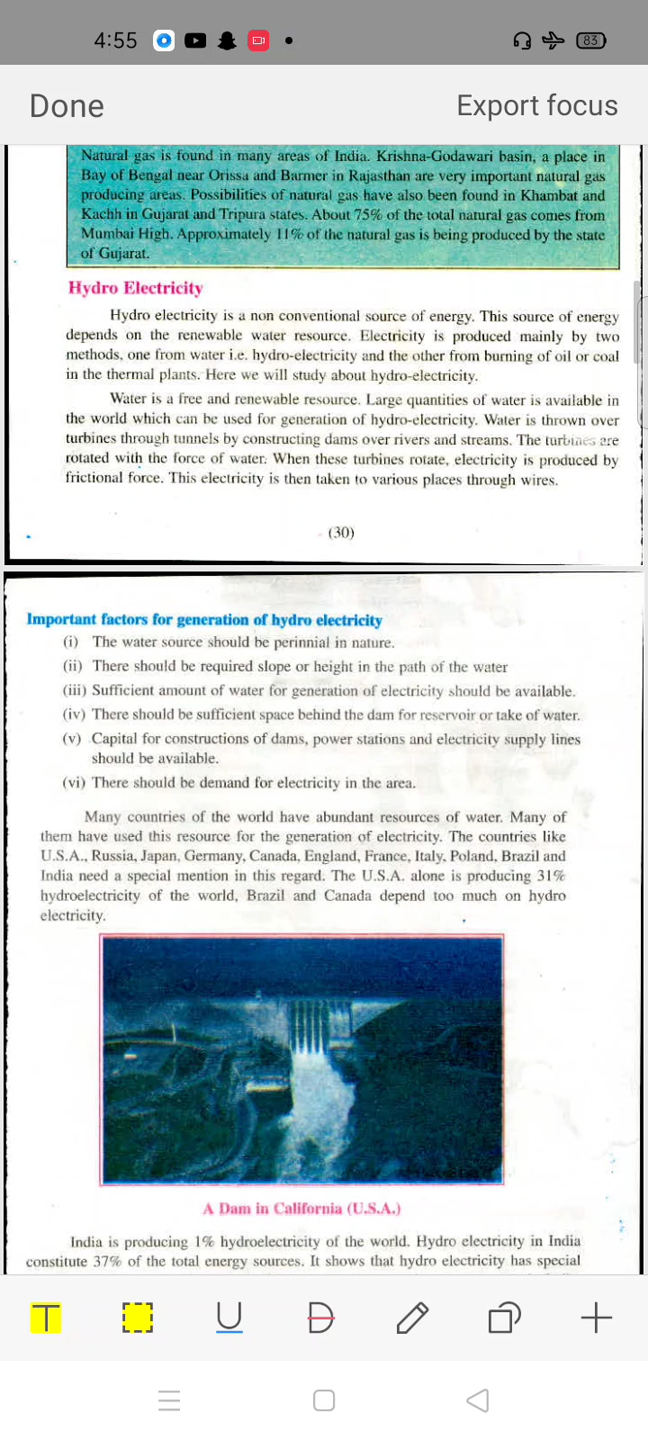 4:55
83
Done
Export focus
Natural gas is found in many areas of India. Krishna-Godawari basin, a place in
Bay of Bengal near Orissa and Barmer in Rajasthan are very important natural gas
producing areas. Possibilities of natural gas have also been found in Khambat and
Kachh in Gujarat and Tripura states. About 75% of the total natural gas comes from
Mumbai High. Approximately 11% of the natural gas is being produced by the state
of Gujarat.
Hydro Electricity
Hydro electricity is a non conventional source of energy. This source of energy
depends on the renewable water resource. Electricity is produced mainly by two
methods, one from water i.e. hydro-electricity and the other from burning of oil or coal
in the thermal plants. Here we will study about hydro-electricity.
Water is a free and renewable resource. Large quantities of water is available in
the world which can be used for generation of hydro-electricity. Water is thrown over
turbines through tunnels by constructing dams over rivers and streams. The turbines are
rotated with the force of water. When these turbines rotate, electricity is produced by
frictional force. This electricity is then taken to various places through wires.
(30)
Important factors for generation of hydro electricity
(i) The water source should be perinnial in nature.
(ii) There should be required slope or height in the path of the water
(iii) Sufficient amount of water for generation of electricity should be available.
(iv) There should be sufficient space behind the dam for reservoir or take of water.
(v) Capital for constructions of dams, power stations and electricity supply lines
should be available.
(vi) There should be demand for electricity in the area.
Many countries of the world have abundant resources of water. Many of
them have used this resource for the generation of electricity. The countries like
U.S.A., Russia, Japan, Germany, Canada, England, France, Italy, Poland, Brazil and
India need a special mention in this regard. The U.S.A. alone is producing 31%
hydroelectricity of the world, Brazil and Canada depend too much on hydro
electricity.
A Dam in California (U.S.A.)
India is producing 1% hydroelectricity of the world. Hydro electricity in India
constitute 37% of the total energy sources. It shows that hydro electricity has special
T
U
D